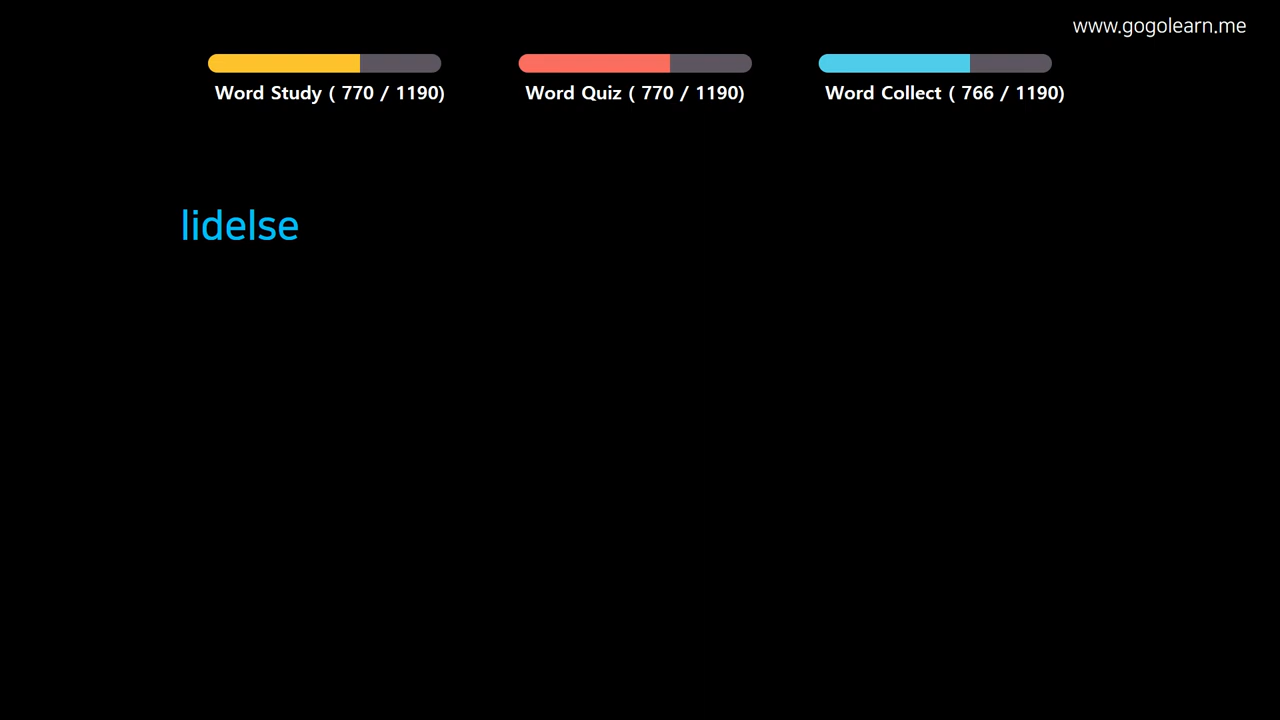 www.gogolearn.me
Word Study ( 770 / 1190)
Word Quiz ( 770 / 1190)
Word Collect ( 766 / 1190)
lidelse